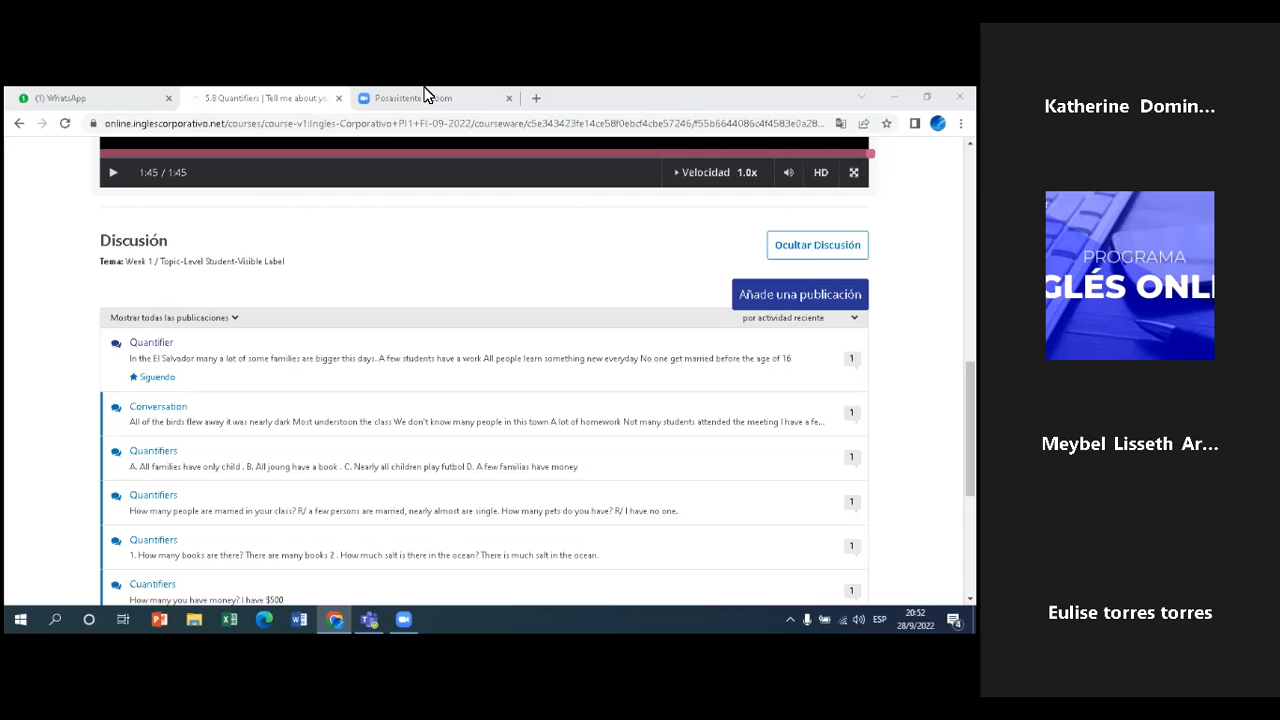 (1) WhatsApp
5.8 Quantifiers | Tell me about yo
online.inglescorporativo.net/courses/course-v1:Ingles-Corporativo+PI1+FI-09-2022/courseware/c5e343423fe14ce58f0ebcf4cbe57246/f55b6644086c4f4583e0a28...
1:45 / 1:45
Velocidad 1.0x
HD
Discusión
Ocultar Discusión
Tema: Week 1 / Topic-Level Student-Visible Label
Añade una publicación
Mostrar todas las publicaciones
por actividad reciente
Quantifier
In the El Salvador many a lot of some families are bigger this days. A few students have a work All people learn something new everyday No one get married before the age of 16
1
Siguiendo
Conversation
All of the birds flew away it was nearly dark Most understoon the class We don't know many people in this town A lot of homework Not many students attended the meeting I have a fe...
1
Quantifiers
A. All families have only child . B. All joung have a book . C. Nearly all children play futbol D. A few familias have money
1
Quantifiers
How many people are married in your class? R/ a few persons are married, nearly almost are single. How many pets do you have? R/ I have no one.
1
Quantifiers
1. How many books are there? There are many books 2 . How much salt is there in the ocean? There is much salt in the ocean.
1
Cuantifiers
How many you have money? I have $500
1
ESP
20:52
28/9/2022
4
Katherine Domin...
PROGRAMA
GLÉS ONLI
Meybel Lisseth Ar...
Eulise torres torres